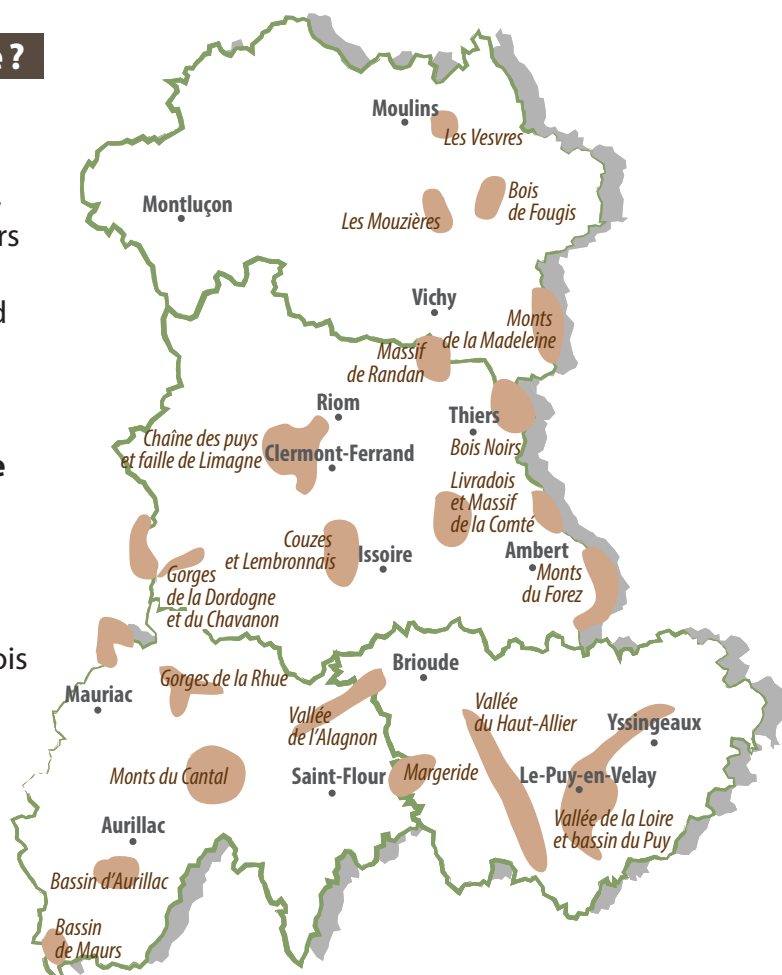 e ?
Moulins
Les Vesvres
Montluçon
Bois
de Fougis
Les Mouzières
rs
Vichy
d
Monts
de la Madeleine
Massif
de Randan
Riom
Thiers
Chaîne des puys
et faille de Limagne
Clermont-Ferrand
Bois Noirs
e
Livradois
et Massif
de la Comté
Couzes
et Lembronnais
Issoire
Ambert
Monts
du Forez
Gorges
de la Dordogne
et du Chavanon
ois
Brioude
Gorges de la Rhue
Mauriac
Vallée
de l'Alagnon
Vallée
du Haut-Allier
Yssingeaux
Monts du Cantal
Saint-Flour
Margeride
Le-Puy-en-Velay
Aurillac
Vallée de la Loire
et bassin du Puy
Bassin d'Aurillac
Bassin
de Maurs